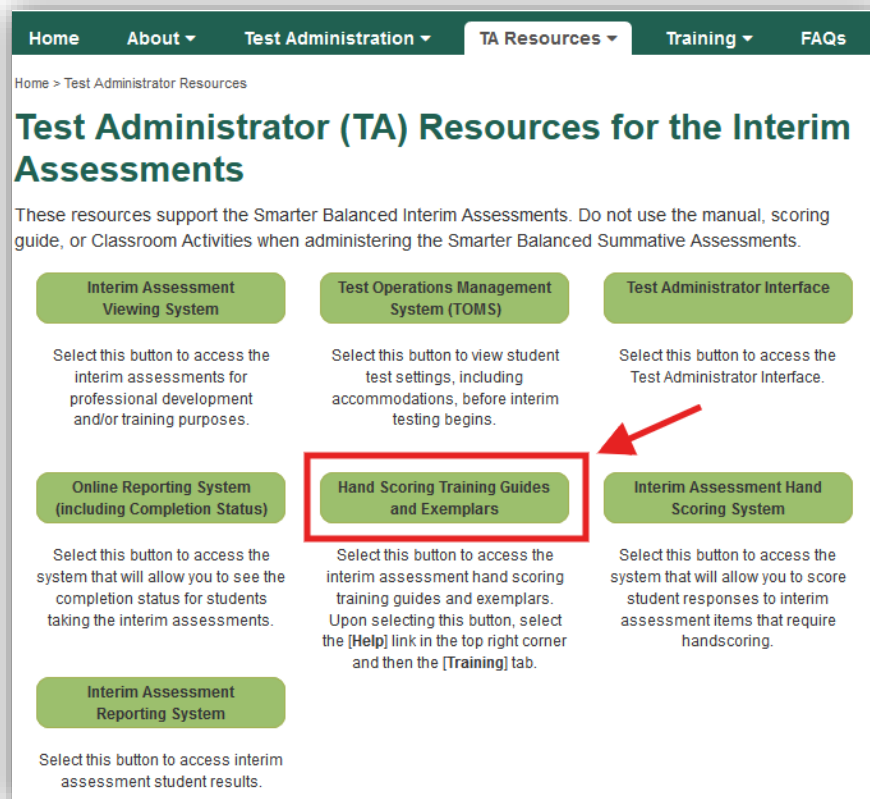 Home About ▾ Test Administration ▾ TA Resources ▾ Training ▾ FAQs
Home > Test Administrator Resources
Test Administrator (TA) Resources for the Interim
Assessments
These resources support the Smarter Balanced Interim Assessments. Do not use the manual, scoring
guide, or Classroom Activities when administering the Smarter Balanced Summative Assessments.
Interim Assessment
Viewing System
Select this button to access the
interim assessments for
professional development
and/or training purposes.
Test Operations Management
System (TOMS)
Select this button to view student
test settings, including
accommodations, before interim
testing begins.
Test Administrator Interface
Select this button to access the
Test Administrator Interface.
Online Reporting System
(including Completion Status)
Select this button to access the
system that will allow you to see the
completion status for students
taking the interim assessments.
Hand Scoring Training Guides
and Exemplars
Select this button to access the
interim assessment hand scoring
training guides and exemplars.
Upon selecting this button, select
the [Help] link in the top right corner
and then the [Training] tab.
Interim Assessment Hand
Scoring System
Select this button to access the
system that will allow you to score
student responses to interim
assessment items that require
handscoring.
Interim Assessment
Reporting System
Select this button to access interim
assessment student results.